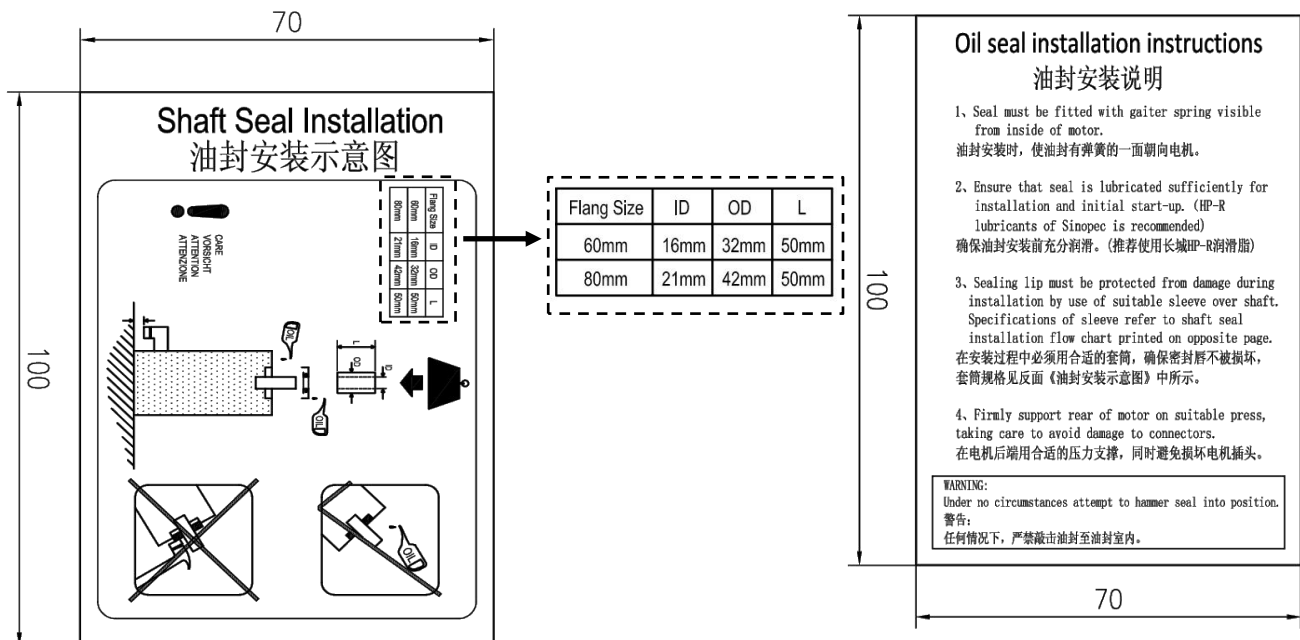 70
100
Shaft Seal Installation
油封安装示意图
CARE
VORSICHT
ATTENTION
ATTENZIONE
Flang Size ID OD L
60mm 16mm 32mm 50mm
80mm 21mm 42mm 50mm
OIL
OIL
L
OD
ID
OIL
Flang Size ID OD L
60mm 16mm 32mm 50mm
80mm 21mm 42mm 50mm
100
70
Oil seal installation instructions
油封安装说明
1、Seal must be fitted with gaiter spring visible
from inside of motor.
油封安装时，使油封有弹簧的一面朝向电机。
2、Ensure that seal is lubricated sufficiently for
installation and initial start-up. (HP-R
lubricants of Sinopec is recommended)
确保油封安装前充分润滑。(推荐使用长城HP-R润滑脂)
3、Sealing lip must be protected from damage during
installation by use of suitable sleeve over shaft.
Specifications of sleeve refer to shaft seal
installation flow chart printed on opposite page.
在安装过程中必须用合适的套筒，确保密封唇不被损坏，
套筒规格见反面《油封安装示意图》中所示。
4、Firmly support rear of motor on suitable press,
taking care to avoid damage to connectors.
在电机后端用合适的压力支撑，同时避免损坏电机插头。
WARNING:
Under no circumstances attempt to hammer seal into position.
警告：
任何情况下，严禁敲击油封至油封室内。